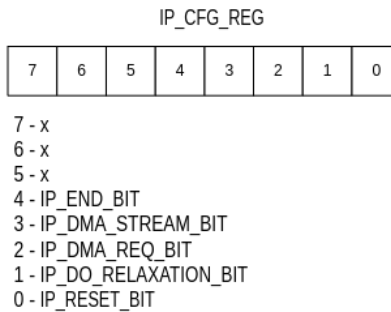 IP_CFG_REG
7 6 5 4 3 2 1 0
7 - x
6 - x
5 - x
4 - IP_END_BIT
3 - IP_DMA_STREAM_BIT
2 - IP_DMA_REQ_BIT
1 - IP_DO_RELAXATION_BIT
0 - IP_RESET_BIT